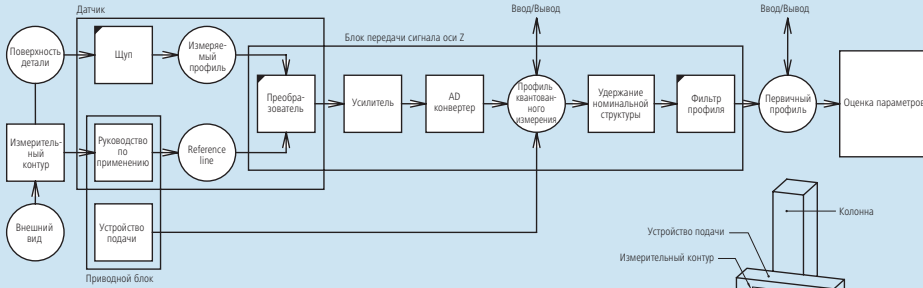 Датчик
Ввод/Вывод
Ввод/Вывод
Блок передачи сигнала оси Z
Поверхность
детали
Щуп
Измеряе-
мый
профиль
Преобра-
зователь
Усилитель
AD
конвертер
Профиль
квантован-
ного
измерения
Удержание
номинальной
структуры
Фильтр
профиля
Первичный
профиль
Оценка параметров
Измеритель-
ный
контур
Руководство
по
применению
Reference
line
Внешний
вид
Устройство
подачи
Приводной блок
Колонна
Устройство подачи
Измерительный контур